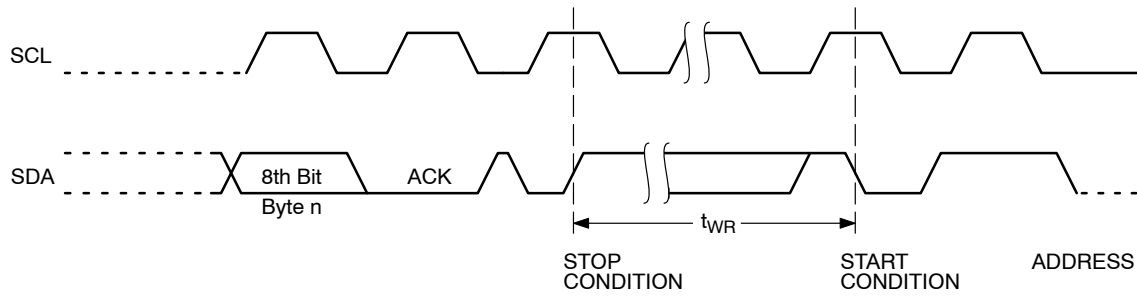 SCL
SDA
8th Bit
ACK
Byte n
tWR
STOP
CONDITION
START
CONDITION
ADDRESS